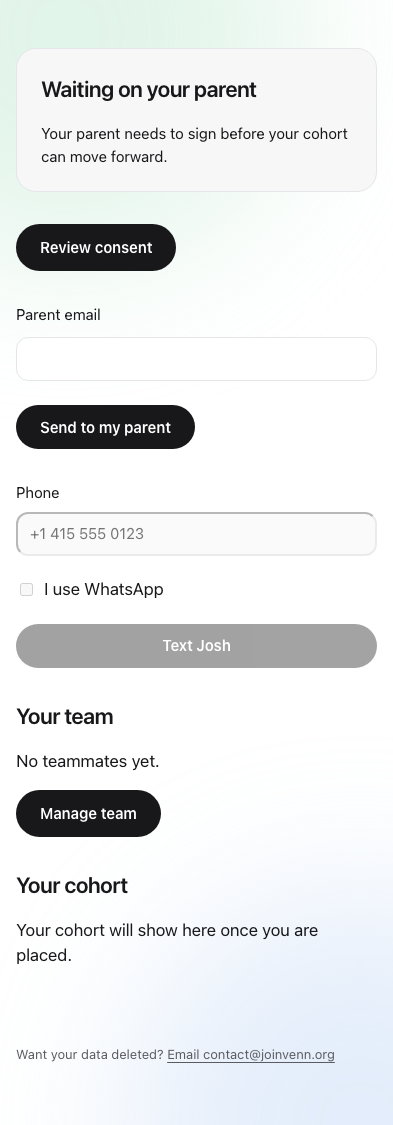 Waiting on your parent
Your parent needs to sign before your cohort
can move forward.
Review consent
Parent email
Send to my parent
Phone
+1 415 555 0123
I use WhatsApp
Text Josh
Your team
No teammates yet.
Manage team
Your cohort
Your cohort will show here once you are
placed.
Want your data deleted? Email contact@joinvenn.org